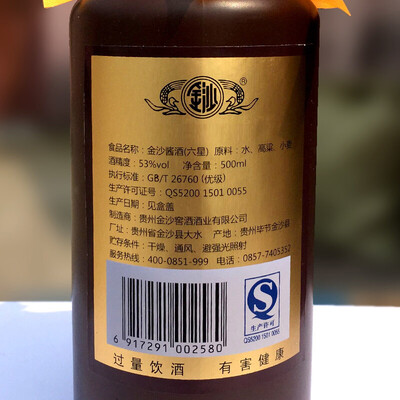 金沙
®
食品名称：金沙酱酒(六星) 原料：水、高粱、小麦
酒精度：53%vol 净含量：500ml
执行标准：GB/T 26760 (优级)
生产许可证号：QS5200 1501 0055
生产日期：见盒盖
制造商：贵州金沙窖酒酒业有限公司
厂址：贵州省金沙县大水 产地：贵州毕节金沙县
贮存条件：干燥、通风、避强光照射
服务热线：400-0851-999 电话：0857-7405352
6 917291 002580
QS
生产许可
QS5200 1501 0055
过量饮酒 有害健康